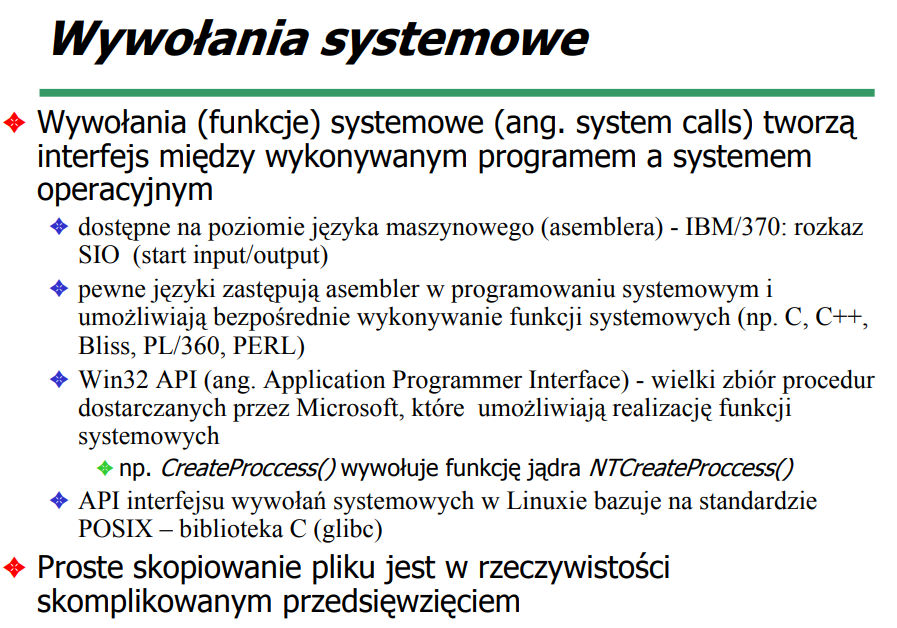 Wywołania systemowe
Wywołania (funkcje) systemowe (ang. system calls) tworzą
interfejs między wykonywanym programem a systemem
operacyjnym
dostępne na poziomie języka maszynowego (asemblera) - IBM/370: rozkaz
SIO (start input/output)
pewne języki zastępują asembler w programowaniu systemowym i
umożliwiają bezpośrednie wykonywanie funkcji systemowych (np. C, C++,
Bliss, PL/360, PERL)
Win32 API (ang. Application Programmer Interface) - wielki zbiór procedur
dostarczanych przez Microsoft, które umożliwiają realizację funkcji
systemowych
np. CreateProccess() wywołuje funkcję jądra NTCreateProccess()
API interfejsu wywołań systemowych w Linuxie bazuje na standardzie
POSIX – biblioteka C (glibc)
Proste skopiowanie pliku jest w rzeczywistości
skomplikowanym przedsięwzięciem